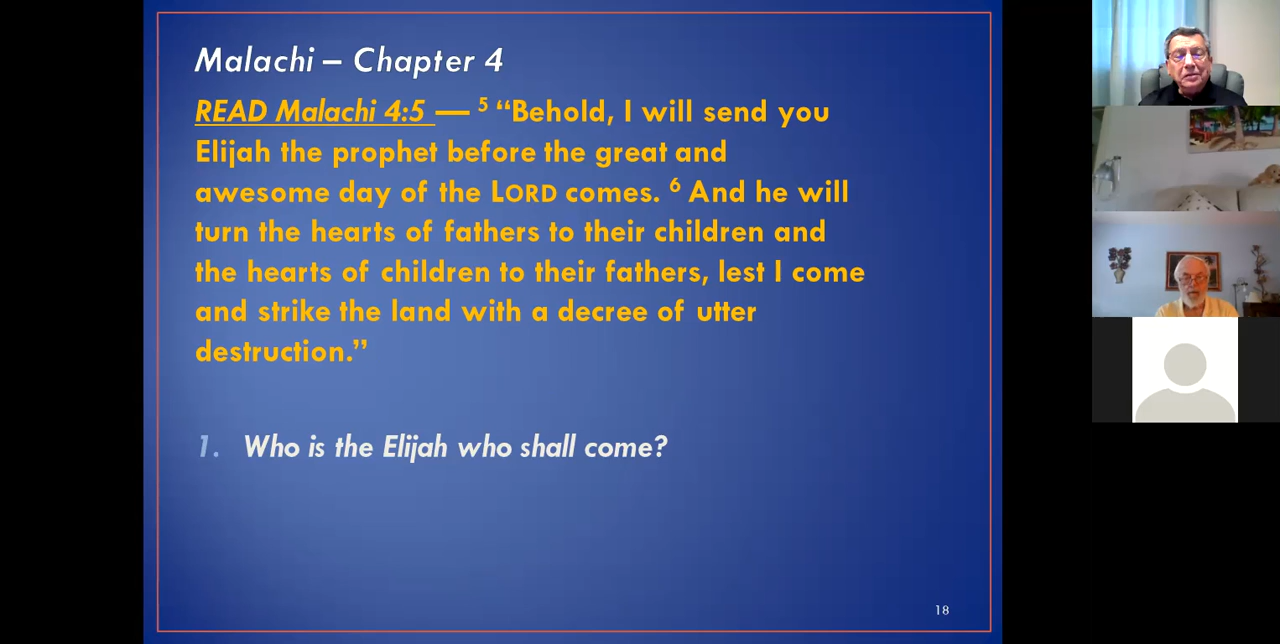 Malachi – Chapter 4
READ Malachi 4:5 — 5 “Behold, I will send you
Elijah the prophet before the great and
awesome day of the LORD comes. 6 And he will
turn the hearts of fathers to their children and
the hearts of children to their fathers, lest I come
and strike the land with a decree of utter
destruction.”
1. Who is the Elijah who shall come?
18